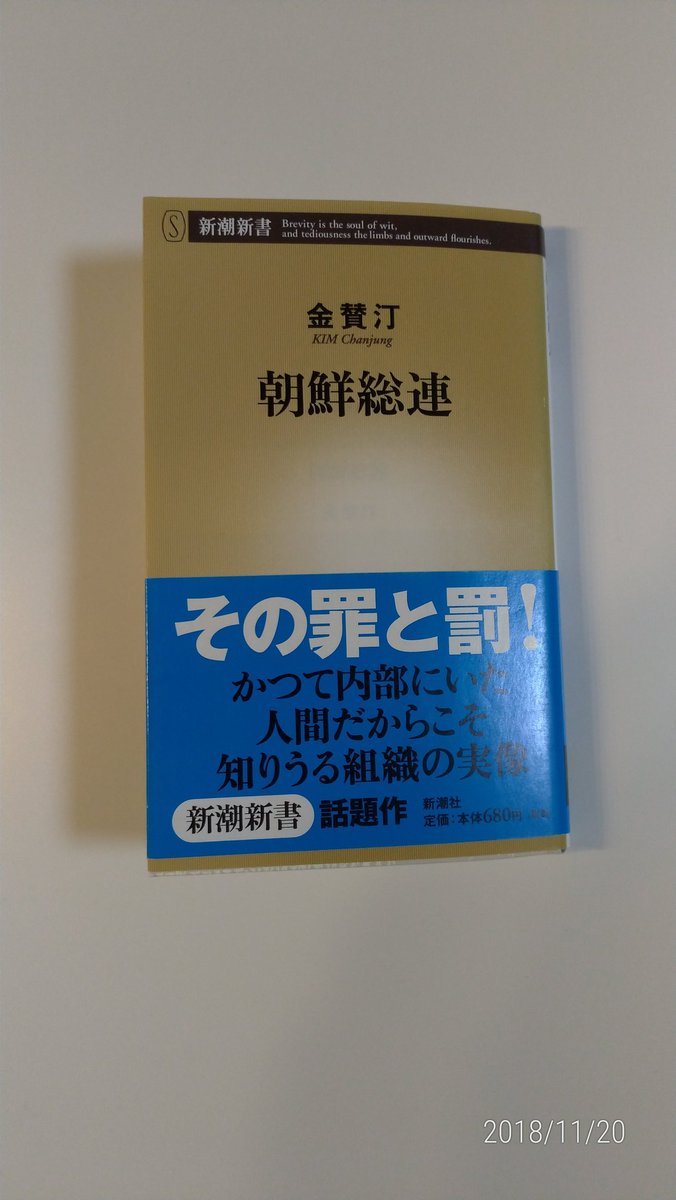 S 新潮新書 Brevity is the soul of wit,
and tediousness the limbs and outward flourishes.
金賛汀
KIM Chanjung
朝鮮総連
その罪と罰!
かつて内部にいた
人間だからこそ
知りうる組織の実像
新潮新書 話題作 新潮社
定価:本体680円
2018/11/20